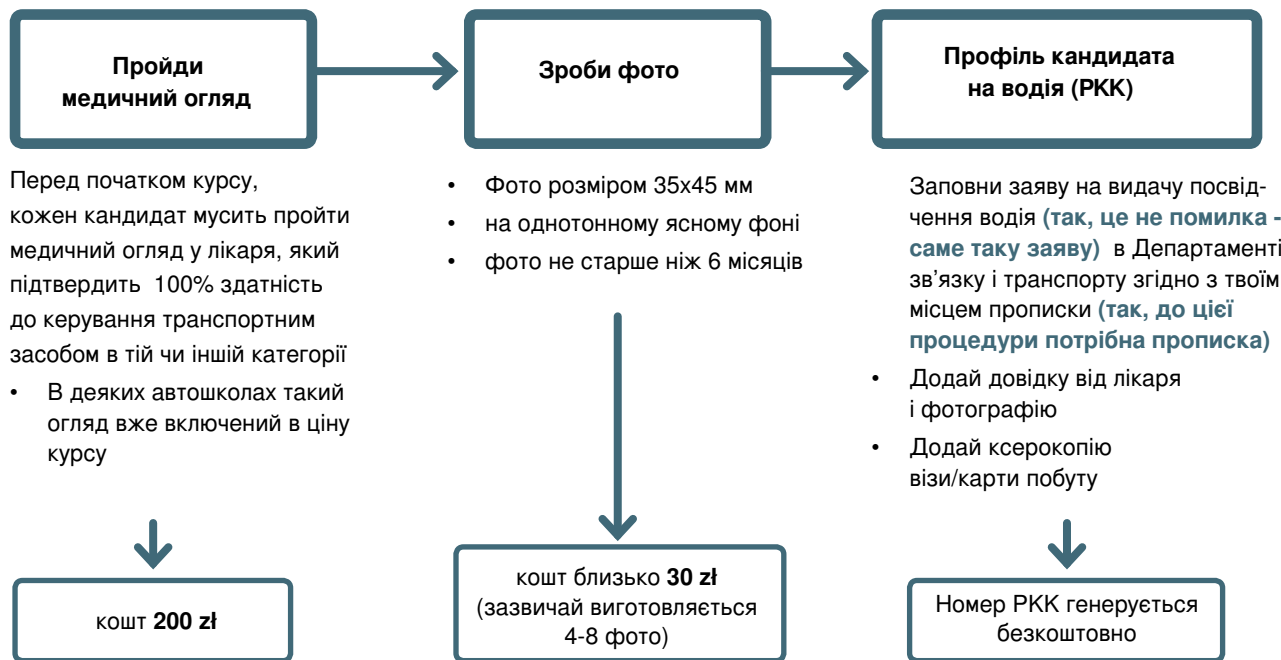 Пройди
медичний огляд
Перед початком курсу,
кожен кандидат мусить пройти
медичний огляд у лікаря, який
підтвердить 100% здатність
до керування транспортним
засобом в тій чи іншій категорії
• В деяких автошколах такий
огляд вже включений в ціну
курсу
кошт 200 zł
Зроби фото
• Фото розміром 35x45 мм
• на однотонному ясному фоні
• фото не старше ніж 6 місяців
кошт близько 30 zł
(зазвичай виготовляється
4-8 фото)
Профіль кандидата
на водія (РКК)
Заповни заяву на видачу посвід-
чення водія (так, це не помилка -
саме таку заяву) в Департаменті
зв'язку і транспорту згідно з твоїм
місцем прописки (так, до цієї
процедури потрібна прописка)
• Додай довідку від лікаря
і фотографію
• Додай ксерокопію
візи/карти побуту
Номер РКК генерується
безкоштовно